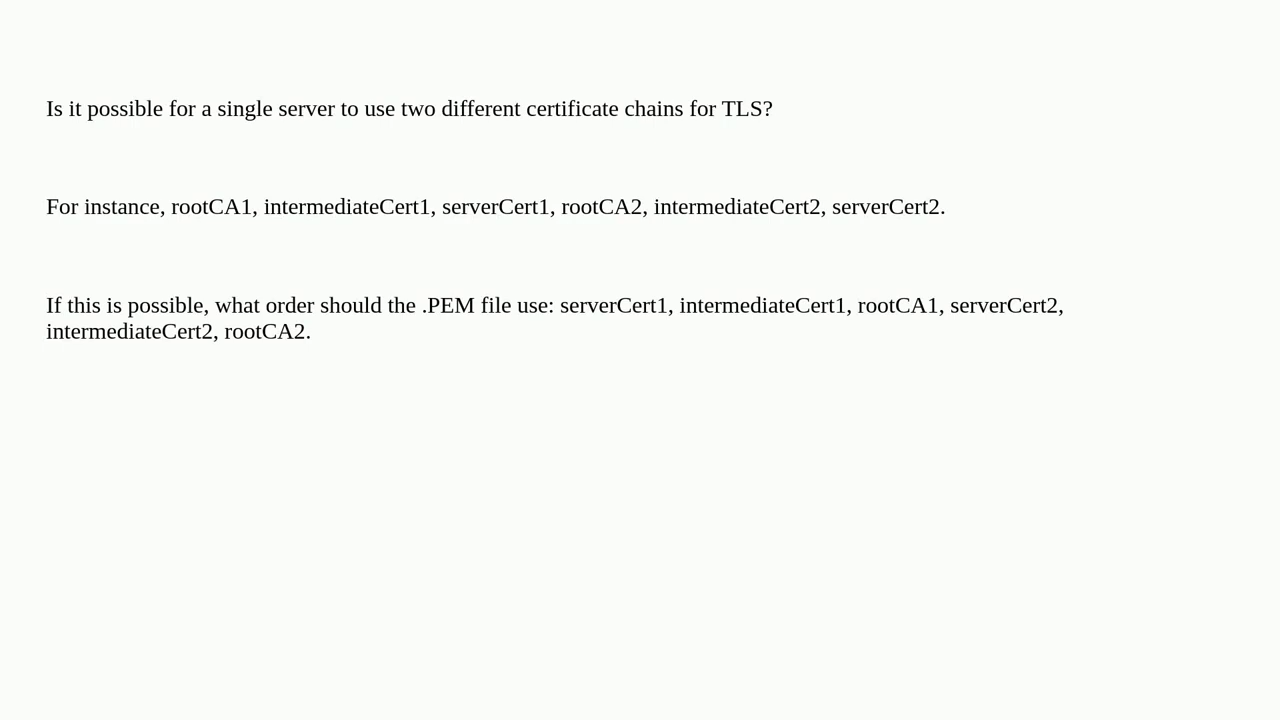 Is it possible for a single server to use two different certificate chains for TLS?
For instance, rootCA1, intermediateCert1, serverCert1, rootCA2, intermediateCert2, serverCert2.
If this is possible, what order should the .PEM file use: serverCert1, intermediateCert1, rootCA1, serverCert2,
intermediateCert2, rootCA2.